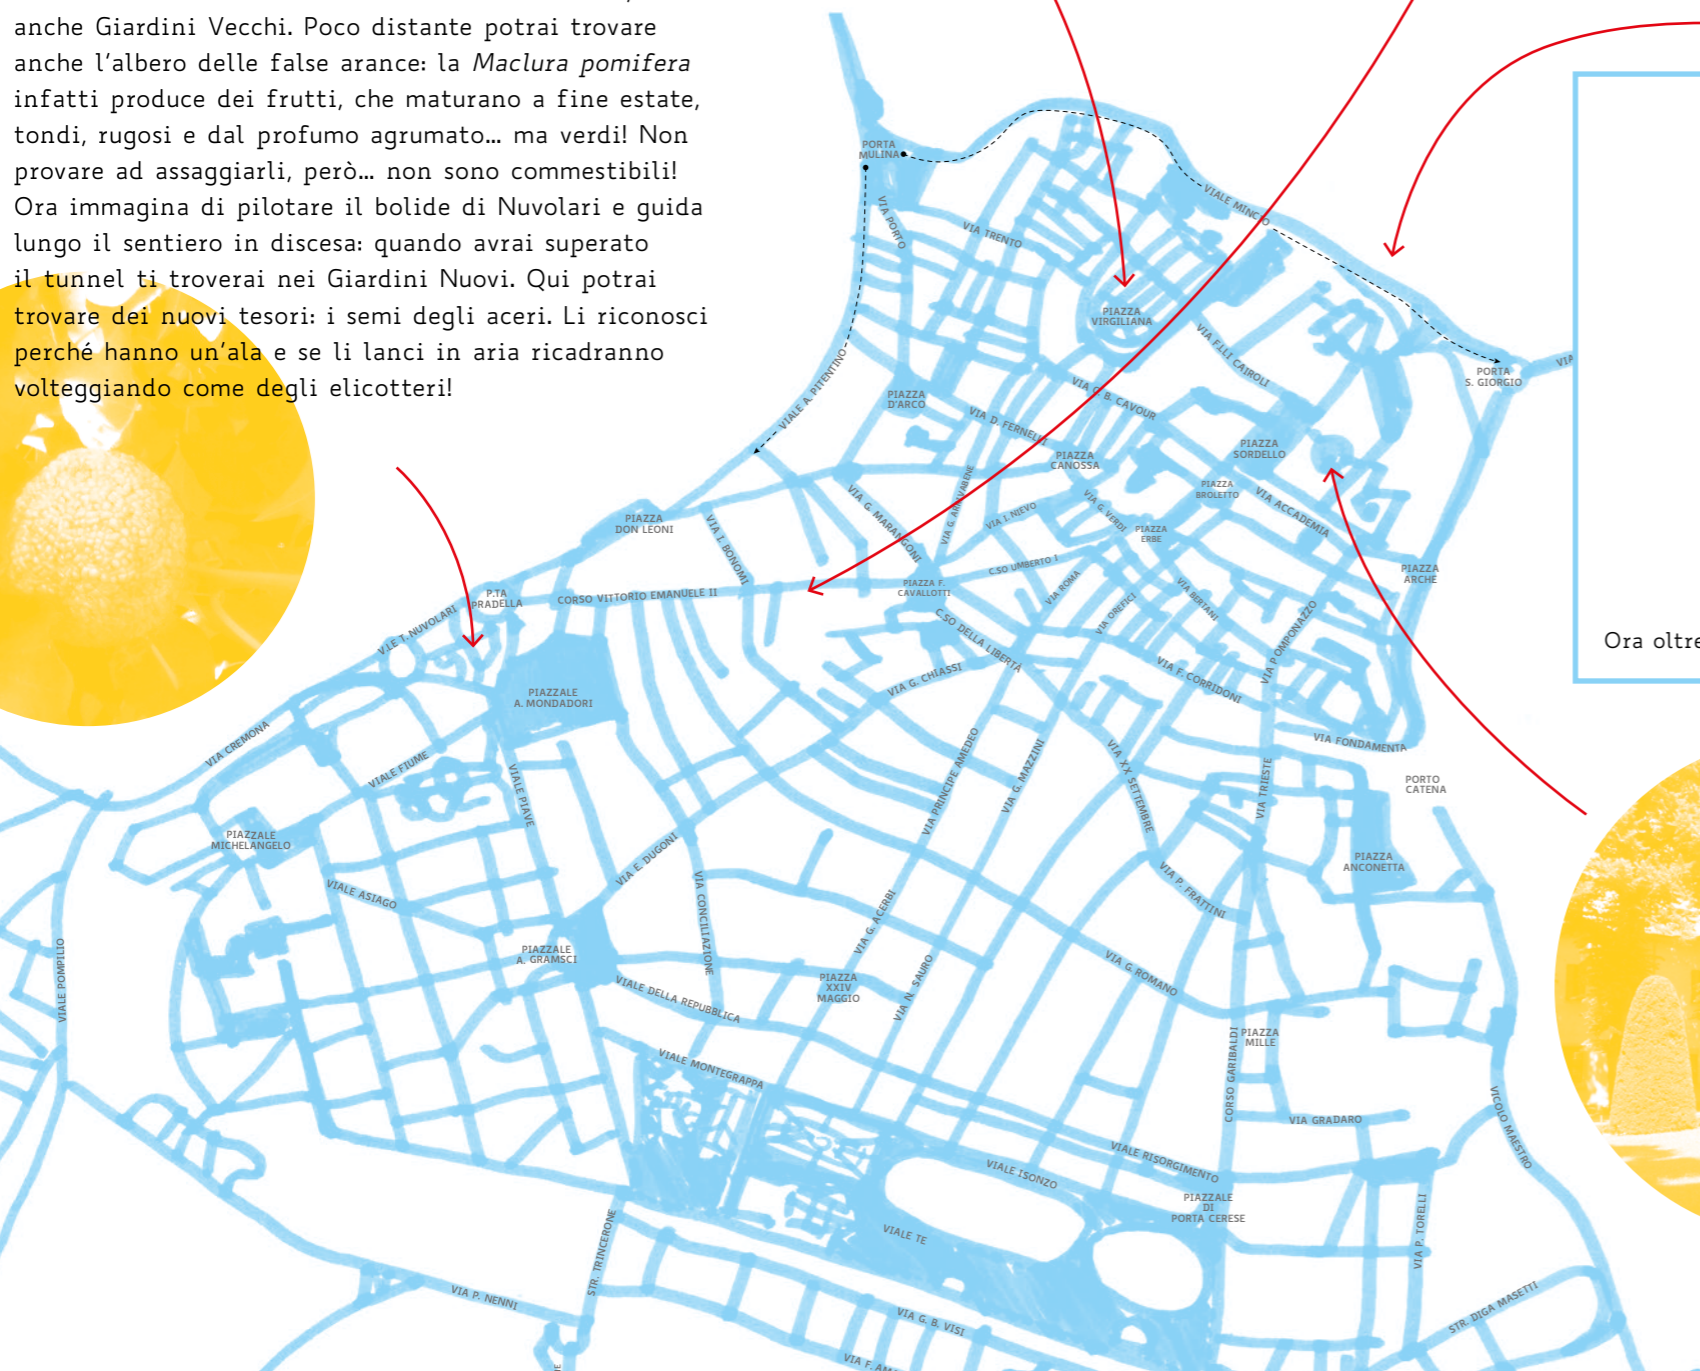 anche Giardini Vecchi. Poco distante potrai trovare
anche l'albero delle false arance: la Maclura pomifera
infatti produce dei frutti, che maturano a fine estate,
tondi, rugosi e dal profumo agrumato... ma verdi! Non
provare ad assaggiarli, però... non sono commestibili!
Ora immagina di pilotare il bolide di Nuvolari e guida
lungo il sentiero in discesa: quando avrai superato
il tunnel ti troverai nei Giardini Nuovi. Qui potrai
trovare dei nuovi tesori: i semi degli aceri. Li riconosci
perché hanno un'ala e se li lanci in aria ricadranno
volteggiando come degli elicotteri!
PORTA
MULINA
VIA PORTO
VIA TRENTO
VIALE MINCIO
PIAZZA
VIRGILIANA
VIA F.LLI CAIROLI
PORTA
S. GIORGIO
VIA
VIALE A. PITENTINO
PIAZZA
D'ARCO
VIA G. B. CAVOUR
VIA D. FERNELLI
PIAZZA
CANOSSA
PIAZZA
SORDELLO
PIAZZA
BROLETTO
VIA ACCADEMIA
PIAZZA
DON LEONI
VIA I. BONOMI
VIA G. MARANGONI
VIA G. ARRIVABENE
VIA I. NIEVO
VIA G. VERDI
PIAZZA
ERBE
PIAZZA
ARCHE
C.SO UMBERTO I
PIAZZA F.
CAVALLOTTI
VIA ROMA
VIA OREFICI
VIA BERTANI
VIA POMPONAZZO
Ora oltre
P.TA
PRADELLA
CORSO VITTORIO EMANUELE II
V.LE T. NUVOLARI
C.SO DELLA LIBERTÀ
VIA G. CHIASSI
VIA F. CORRIDONI
PIAZZALE
A. MONDADORI
VIA CREMONA
VIALE FIUME
VIALE PIAVE
VIA PRINCIPE AMEDEO
VIA G. MAZZINI
VIA XX SETTEMBRE
VIA TRIESTE
VIA FONDAMENTA
PORTO
CATENA
PIAZZALE
MICHELANGELO
VIA E. DUGONI
PIAZZA
ANCONETTA
VIALE ASIAGO
VIA CONCILIAZIONE
VIA G. ACERBI
VIA P. FRATTINI
VIALE POMPILIO
PIAZZALE
A. GRAMSCI
VIALE DELLA REPUBBLICA
PIAZZA
XXIV
MAGGIO
VIA N. SAURO
VIA G. ROMANO
PIAZZA
MILLE
CORSO GARIBALDI
VIALE MONTEGRAPPA
VIA GRADARO
VICOLO MAESTRO
VIALE RISORGIMENTO
VIALE ISONZO
PIAZZALE
DI
PORTA CERESE
VIA P. TORELLI
VIALE TE
STR. TRINCERONE
VIA P. NENNI
VIA G. B. VISI
STR. DIGA MASETTI